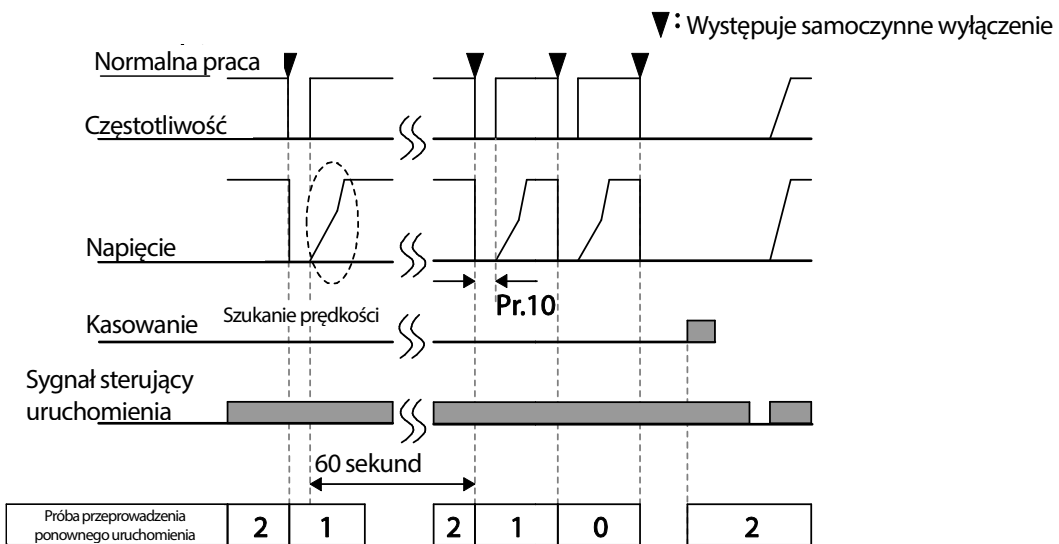 ▼: Występuje samoczynne wyłączenie
Normalna praca
Częstotliwość
Napięcie
Pr.10
Szukanie prędkości
Kasowanie
Sygnał sterujący
uruchomienia
60 sekund
Próba przeprowadzenia
ponownego uruchomienia
2 1 2 1 0 2